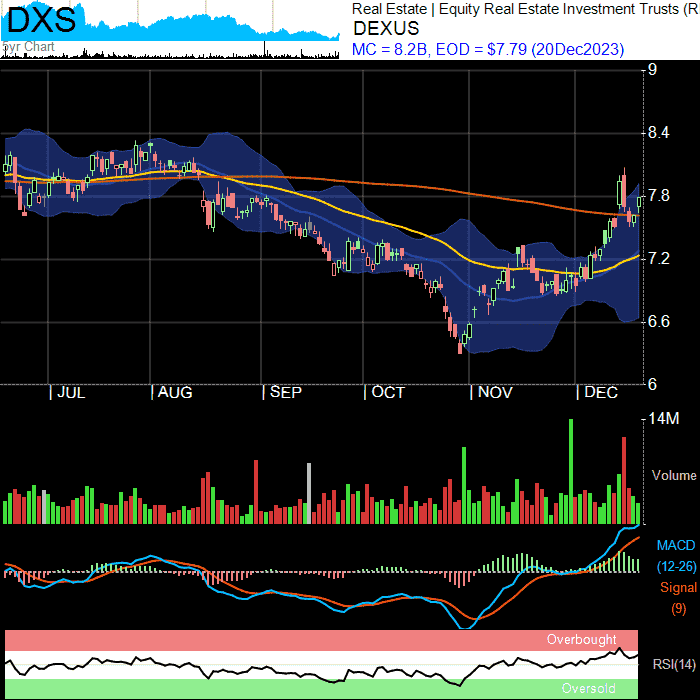 DXS
5yr Chart
Real Estate | Equity Real Estate Investment Trusts (R
DEXUS
MC = 8.2B, EOD = $7.79 (20Dec2023)
9
8.4
7.8
7.2
6.6
6
| JUL | AUG | SEP | OCT | NOV | DEC
14M
Volume
MACD
(12-26)
Signal
(9)
Overbought
RSI(14)
Oversold